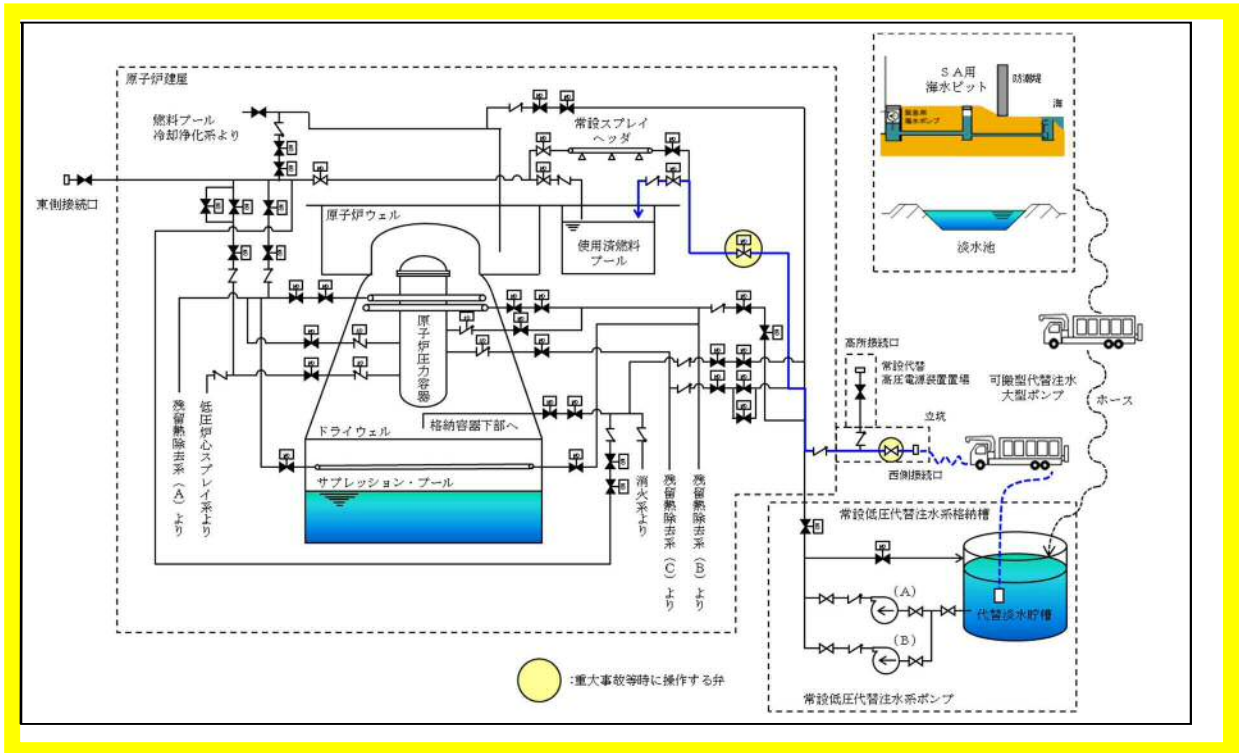 原子炉建屋
燃料プール
冷却浄化系より
東側接続口
常設スプレイ
ヘッダ
原子炉ウェル
使用済燃料
プール
原子炉圧力容器
ドライウェル
格納容器下部へ
サプレッション・プール
残留熱除去系（A）より
低圧炉心スプレイ系より
消火系より
残留熱除去系（C）より
残留熱除去系（B）より
ＳＡ用
海水ピット
防潮堤
海
緊急用
海水ポンプ
淡水池
高所接続口
常設代替
高圧電源装置置場
可搬型代替注水
大型ポンプ
ホース
立坑
西側接続口
常設低圧代替注水系格納槽
(A)
(B)
代替淡水貯槽
常設低圧代替注水系ポンプ
:重大事故等時に操作する弁